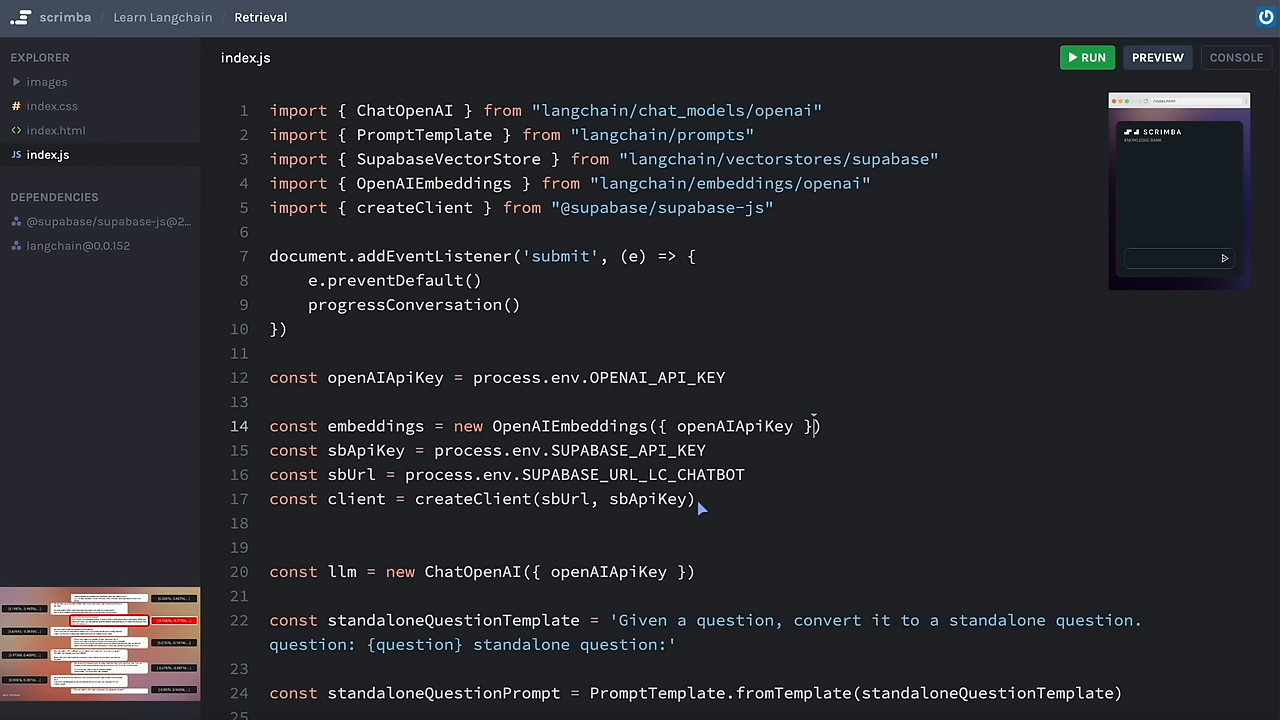 scrimba / Learn Langchain / Retrieval
EXPLORER
images
# index.css
<> index.html
JS index.js
DEPENDENCIES
@supabase/supabase-js@2...
langchain@0.0.152
index.js
RUN PREVIEW CONSOLE
1 import { ChatOpenAI } from "langchain/chat_models/openai"
2 import { PromptTemplate } from "langchain/prompts"
3 import { SupabaseVectorStore } from "langchain/vectorstores/supabase"
4 import { OpenAIEmbeddings } from "langchain/embeddings/openai"
5 import { createClient } from "@supabase/supabase-js"
6
7 document.addEventListener('submit', (e) => {
8 e.preventDefault()
9 progressConversation()
10 })
11
12 const openAIApiKey = process.env.OPENAI_API_KEY
13
14 const embeddings = new OpenAIEmbeddings({ openAIApiKey })
15 const sbApiKey = process.env.SUPABASE_API_KEY
16 const sbUrl = process.env.SUPABASE_URL_LC_CHATBOT
17 const client = createClient(sbUrl, sbApiKey)
18
19
20 const llm = new ChatOpenAI({ openAIApiKey })
21
22 const standaloneQuestionTemplate = 'Given a question, convert it to a standalone question.
question: {question} standalone question:'
23
24 const standaloneQuestionPrompt = PromptTemplate.fromTemplate(standaloneQuestionTemplate)
25
/index.html
SCRIMBA
KNOWLEDGE BANK